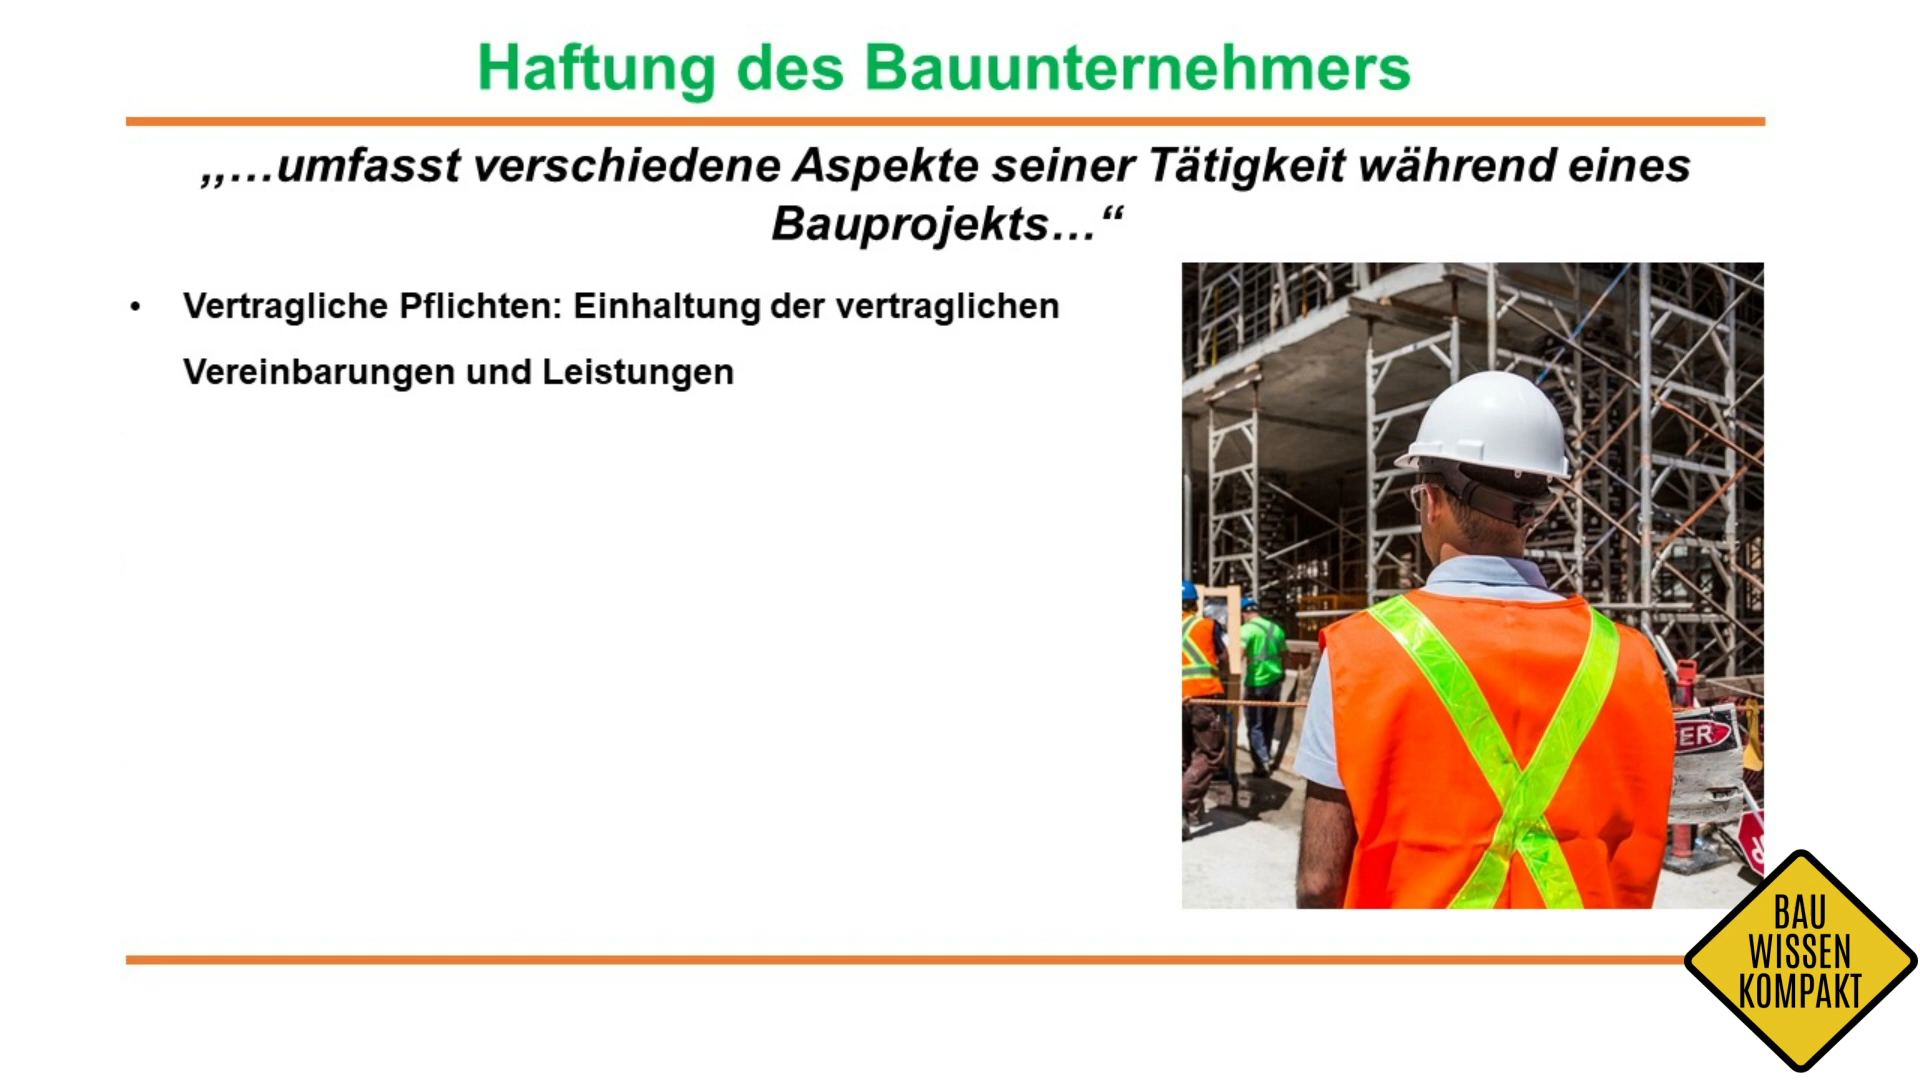 Haftung des Bauunternehmers
„…umfasst verschiedene Aspekte seiner Tätigkeit während eines
Bauprojekts…“
• Vertragliche Pflichten: Einhaltung der vertraglichen
Vereinbarungen und Leistungen
ER
BAU
WISSEN
KOMPAKT